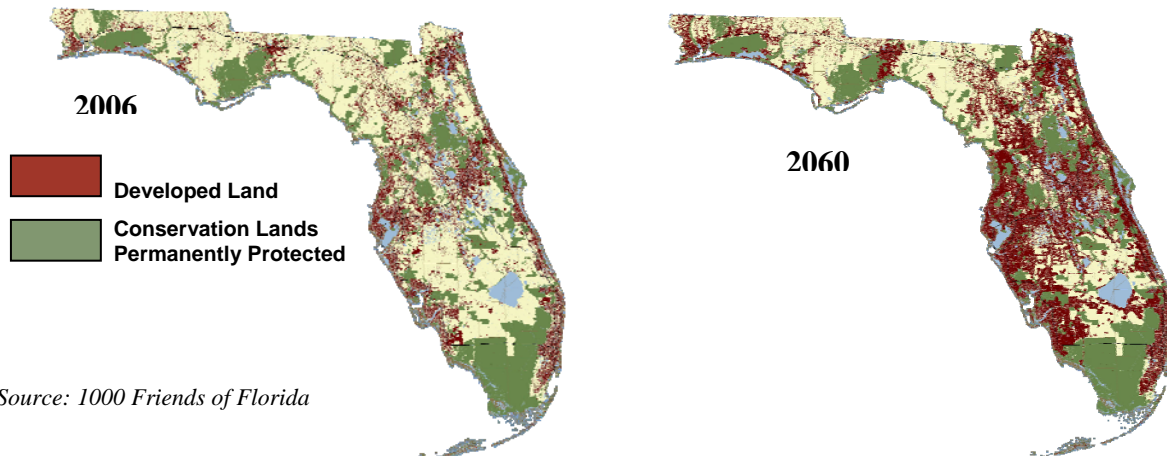 2006
2060
Developed Land
Conservation Lands
Permanently Protected
Source: 1000 Friends of Florida